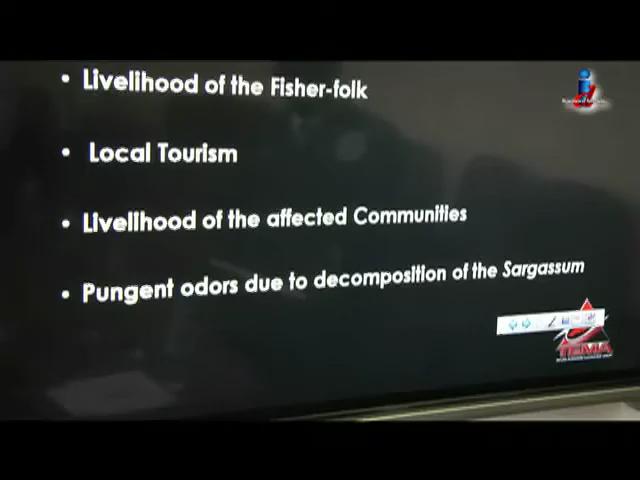 • Livelihood of the Fisher-folk
• Local Tourism
• Livelihood of the affected Communities
• Pungent odors due to decomposition of the Sargassum
TEMA